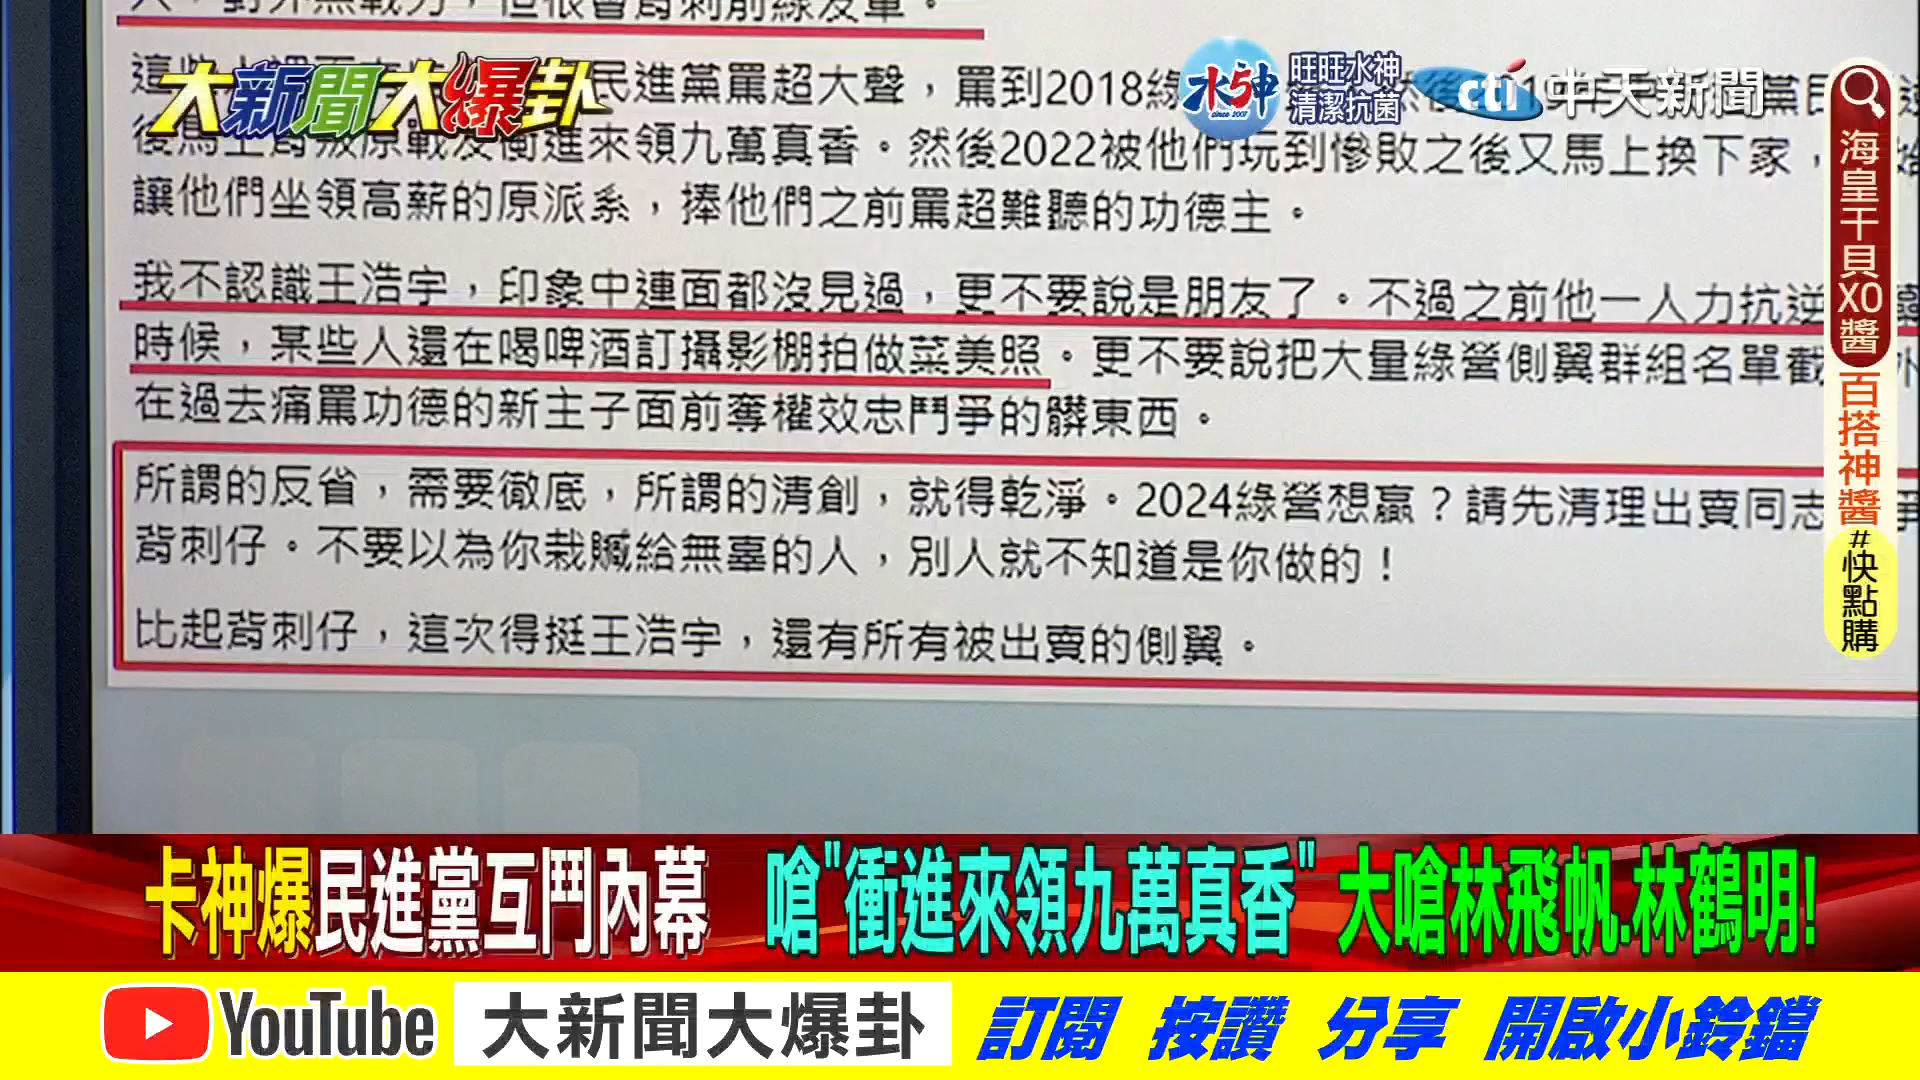 大新聞大爆卦
水神
since 2007
旺旺水神
清潔抗菌
cti 中天新聞
民進黨罵超大聲，罵到2018綠
後馬上背叛原戰友衝進來領九萬真香。然後2022被他們玩到慘敗之後又馬上換下家，
讓他們坐領高薪的原派系，捧他們之前罵超難聽的功德主。
我不認識王浩宇，印象中連面都沒見過，更不要說是朋友了。不過之前他一人力抗逆
時候，某些人還在喝啤酒訂攝影棚拍做菜美照。更不要說把大量綠營側翼群組名單截
在過去痛罵功德的新主子面前奪權效忠鬥爭的髒東西。
所謂的反省，需要徹底，所謂的清創，就得乾淨。2024綠營想贏？請先清理出賣同志
背刺仔。不要以為你栽贓給無辜的人，別人就不知道是你做的！
比起背刺仔，這次得挺王浩宇，還有所有被出賣的側翼。
海皇干貝XO醬
百搭神醬
#快點購
卡神爆民進黨互鬥內幕 嗆"衝進來領九萬真香"大嗆林飛帆.林鶴明!
YouTube 大新聞大爆卦 訂閱 按讚 分享 開啟小鈴鐺